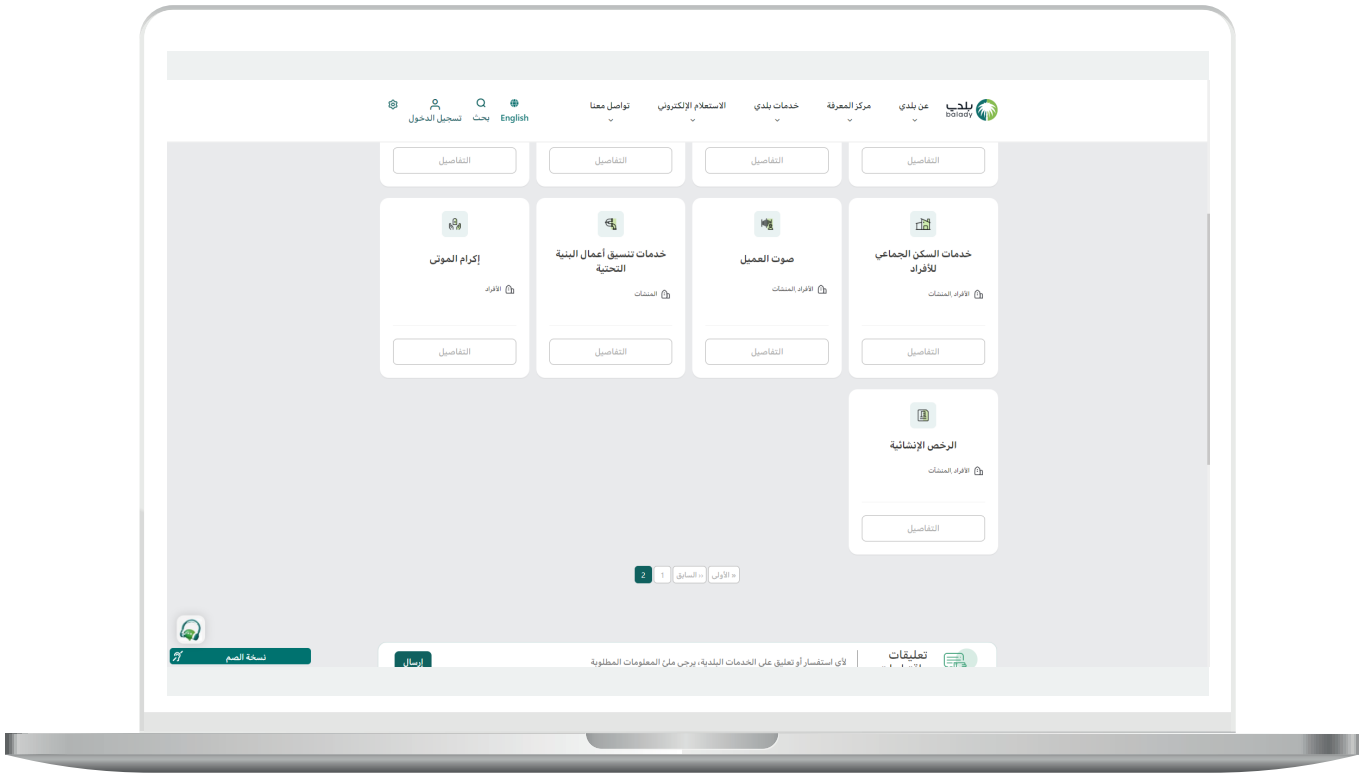 بلدي
balady
عن بلدي
مركز المعرفة
خدمات بلدي
الاستعلام الإلكتروني
تواصل معنا
English
بحث
تسجيل الدخول
التفاصيل
التفاصيل
التفاصيل
التفاصيل
خدمات السكن الجماعي
للأفراد
الأفراد ,المنشآت
التفاصيل
صوت العميل
الأفراد ,المنشآت
التفاصيل
خدمات تنسيق أعمال البنية
التحتية
المنشآت
التفاصيل
إكرام الموتى
الأفراد
التفاصيل
الرخص الإنشائية
الأفراد ,المنشآت
التفاصيل
« الأولى
‹‹ السابق
1
2
نسخة الصم
تعليقات
لأي استفسار أو تعليق على الخدمات البلدية، يرجى ملئ المعلومات المطلوبة
إرسال